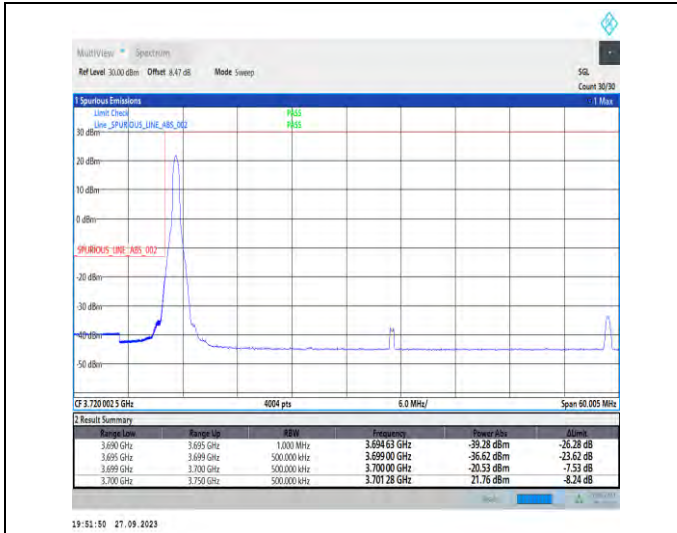 MultiView Spectrum
Ref Level 30.00 dBm Offset 8.47 dB Mode Sweep SGL
Count 30/30
1 Spurious Emissions 1 Max
Limit Check PASS
Line _SPURIOUS_LINE_ABS_002 PASS
30 dBm
20 dBm
10 dBm
0 dBm
SPURIOUS_LINE_ABS_002
-20 dBm
-30 dBm
-40 dBm
-50 dBm
CF 3.720 002 5 GHz 4004 pts 6.0 MHz/ Span 60.005 MHz
2 Result Summary
Range Low Range Up RBW Frequency Power Abs ΔLimit
3.690 GHz 3.695 GHz 1.000 MHz 3.694 63 GHz -39.28 dBm -26.28 dB
3.695 GHz 3.699 GHz 500.000 kHz 3.699 00 GHz -36.62 dBm -23.62 dB
3.699 GHz 3.700 GHz 500.000 kHz 3.700 00 GHz -20.53 dBm -7.53 dB
3.700 GHz 3.750 GHz 500.000 kHz 3.701 28 GHz 21.76 dBm -8.24 dB
19:51:50 27.09.2023